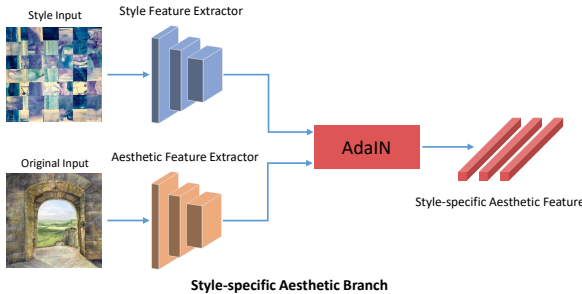 Style Input
Style Feature Extractor
Original Input
Aesthetic Feature Extractor
AdaIN
Style-specific Aesthetic Feature
Style-specific Aesthetic Branch